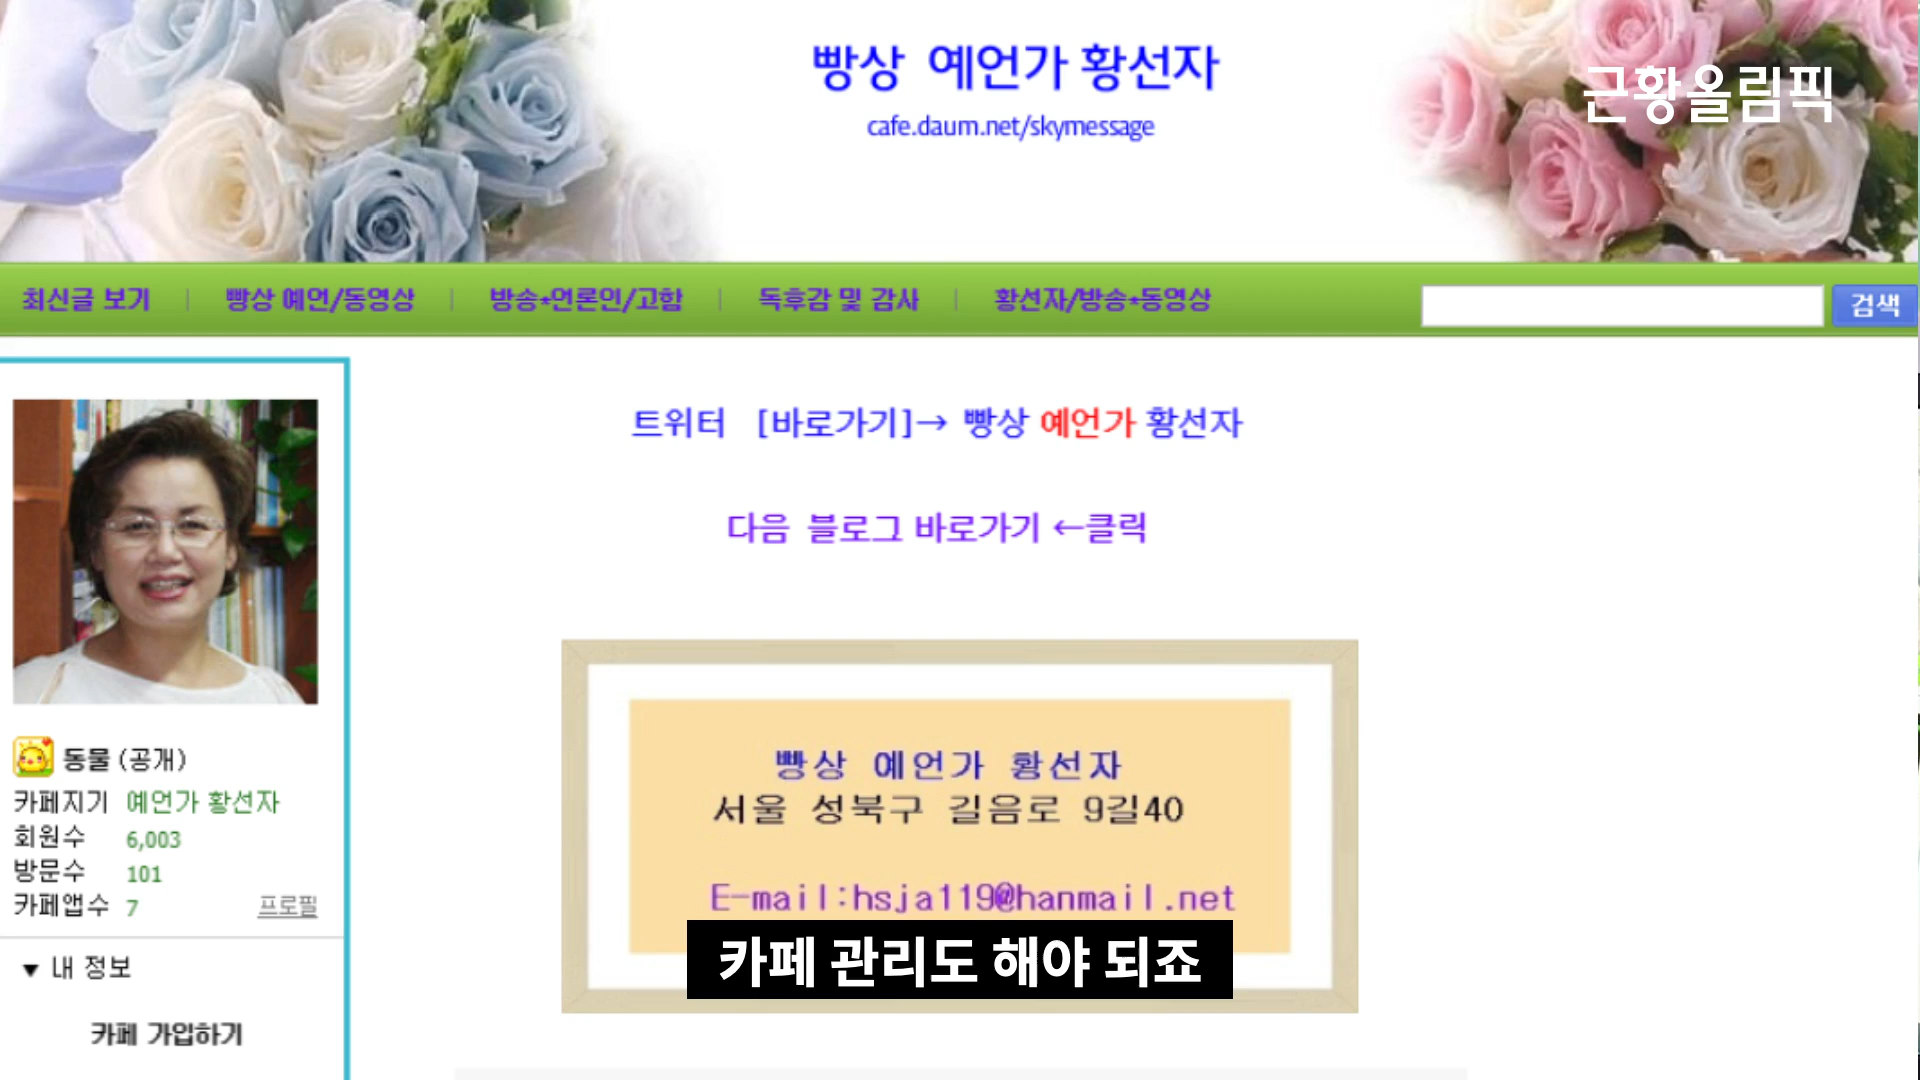 빵상 예언가 황선자
cafe.daum.net/skymessage
근황올림픽
최신글 보기 | 빵상 예언/동영상 | 방송*언론인/고함 | 독후감 및 감사 | 황선자/방송*동영상
검색
트위터 [바로가기]→ 빵상 예언가 황선자
다음 블로그 바로가기 ←클릭
동물 (공개)
카페지기 예언가 황선자
회원수 6,003
방문수 101
카페앱수 7 프로필
▼ 내 정보
카페 가입하기
빵상 예언가 황선자
서울 성북구 길음로 9길40
E-mail:hsja119@hanmail.net
카페 관리도 해야 되죠